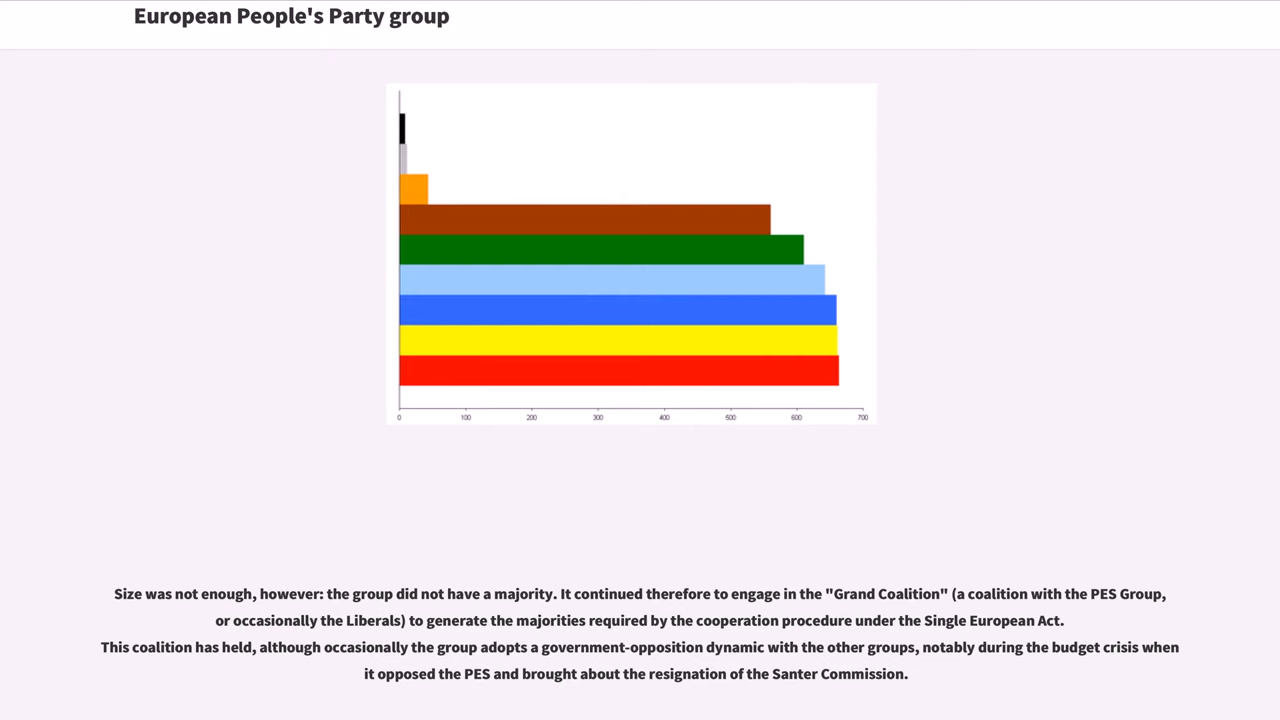 European People's Party group
0 100 200 300 400 500 600 700
Size was not enough, however: the group did not have a majority. It continued therefore to engage in the "Grand Coalition" (a coalition with the PES Group,
or occasionally the Liberals) to generate the majorities required by the cooperation procedure under the Single European Act.
This coalition has held, although occasionally the group adopts a government-opposition dynamic with the other groups, notably during the budget crisis when
it opposed the PES and brought about the resignation of the Santer Commission.